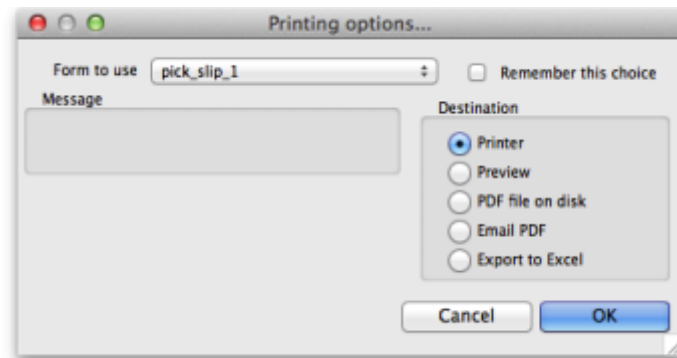 Printing options...
Form to use pick_slip_1 Remember this choice
Message
Destination
Printer
Preview
PDF file on disk
Email PDF
Export to Excel
Cancel OK